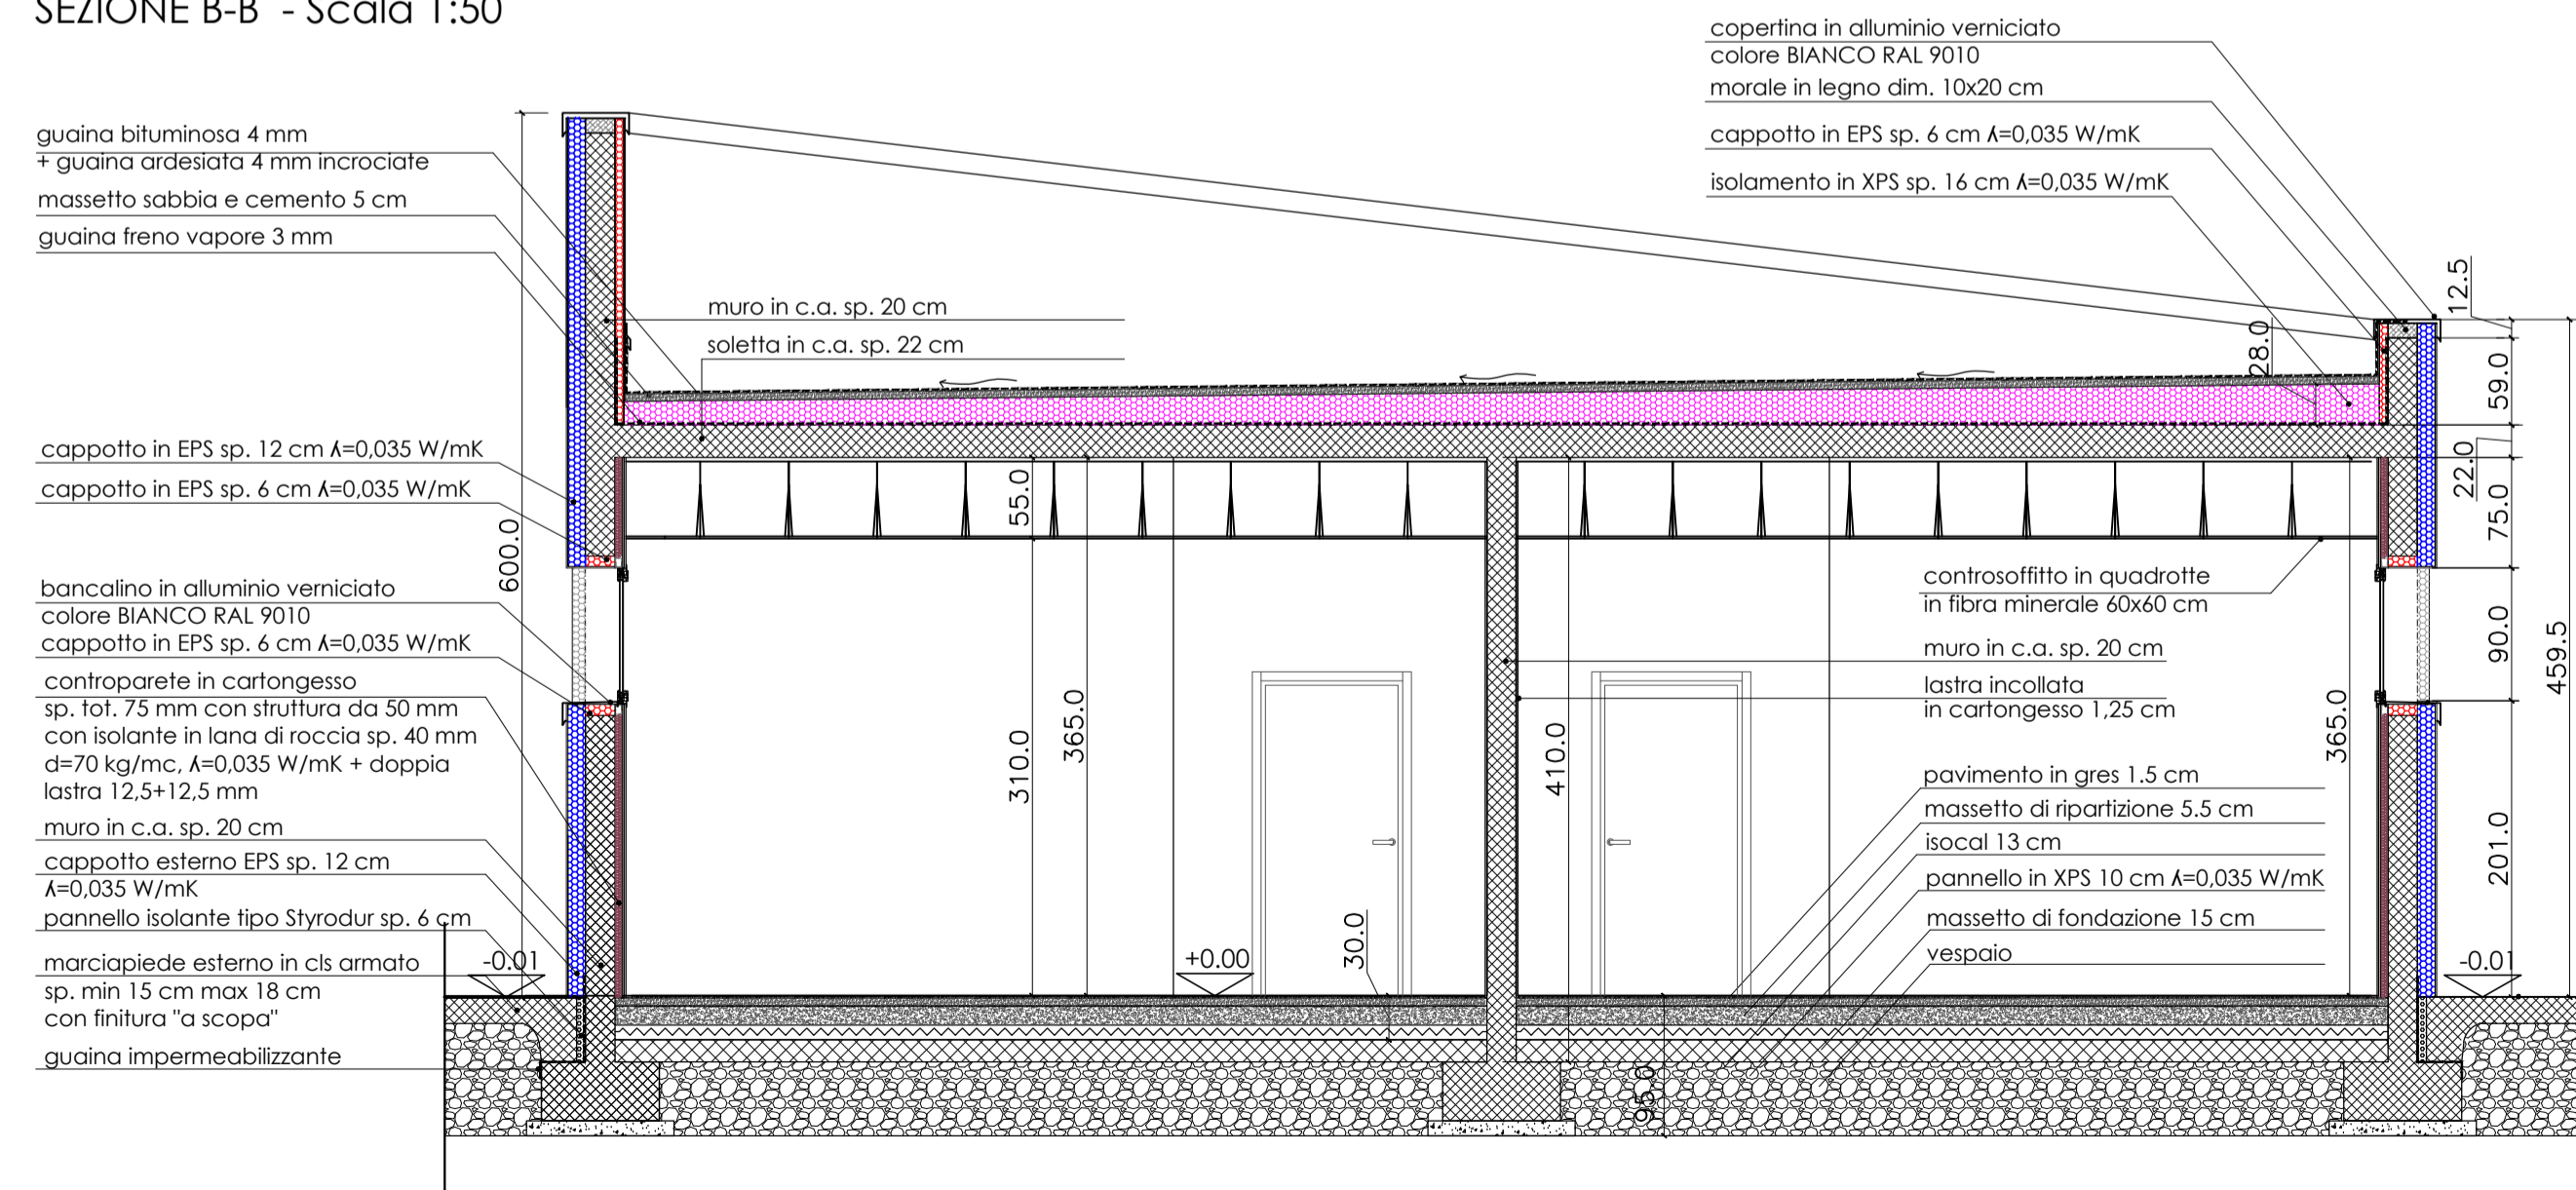 SEZIONE B-B - Scala 1:50
guaina bituminosa 4 mm
+ guaina ardesiata 4 mm incrociate
massetto sabbia e cemento 5 cm
guaina freno vapore 3 mm
copertina in alluminio verniciato
colore BIANCO RAL 9010
morale in legno dim. 10x20 cm
cappotto in EPS sp. 6 cm ʎ=0,035 W/mK
isolamento in XPS sp. 16 cm ʎ=0,035 W/mK
muro in c.a. sp. 20 cm
soletta in c.a. sp. 22 cm
cappotto in EPS sp. 12 cm ʎ=0,035 W/mK
cappotto in EPS sp. 6 cm ʎ=0,035 W/mK
bancalino in alluminio verniciato
colore BIANCO RAL 9010
cappotto in EPS sp. 6 cm ʎ=0,035 W/mK
controparete in cartongesso
sp. tot. 75 mm con struttura da 50 mm
con isolante in lana di roccia sp. 40 mm
d=70 kg/mc, ʎ=0,035 W/mK + doppia
lastra 12,5+12,5 mm
muro in c.a. sp. 20 cm
cappotto esterno EPS sp. 12 cm
ʎ=0,035 W/mK
pannello isolante tipo Styrodur sp. 6 cm
marciapiede esterno in cls armato
sp. min 15 cm max 18 cm
con finitura "a scopa"
guaina impermeabilizzante
-0.01
600.0
55.0
310.0
365.0
+0.00
30.0
410.0
95.0
controsoffitto in quadrotte
in fibra minerale 60x60 cm
muro in c.a. sp. 20 cm
lastra incollata
in cartongesso 1,25 cm
pavimento in gres 1.5 cm
massetto di ripartizione 5.5 cm
isocal 13 cm
pannello in XPS 10 cm ʎ=0,035 W/mK
massetto di fondazione 15 cm
vespaio
365.0
28.0
12.5
59.0
22.0
75.0
90.0
201.0
459.5
-0.01